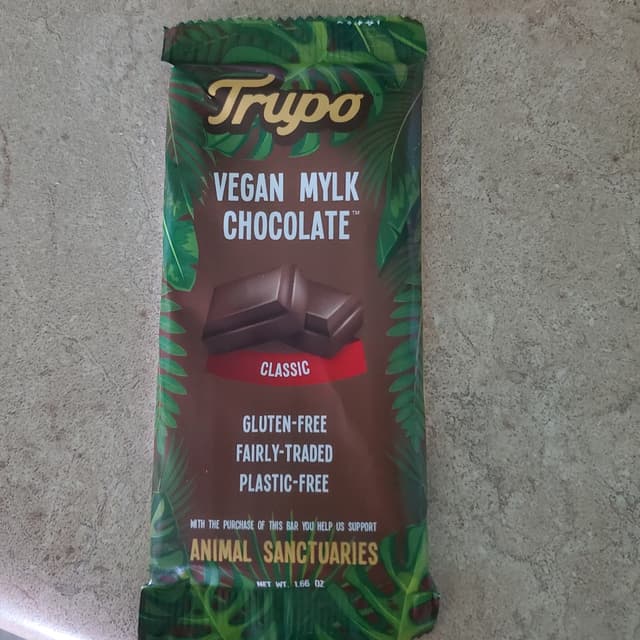 Trupo
VEGAN MYLK
CHOCOLATE™
CLASSIC
GLUTEN-FREE
FAIRLY-TRADED
PLASTIC-FREE
WITH THE PURCHASE OF THIS BAR YOU HELP US SUPPORT
ANIMAL SANCTUARIES
NET WT. 1.66 OZ